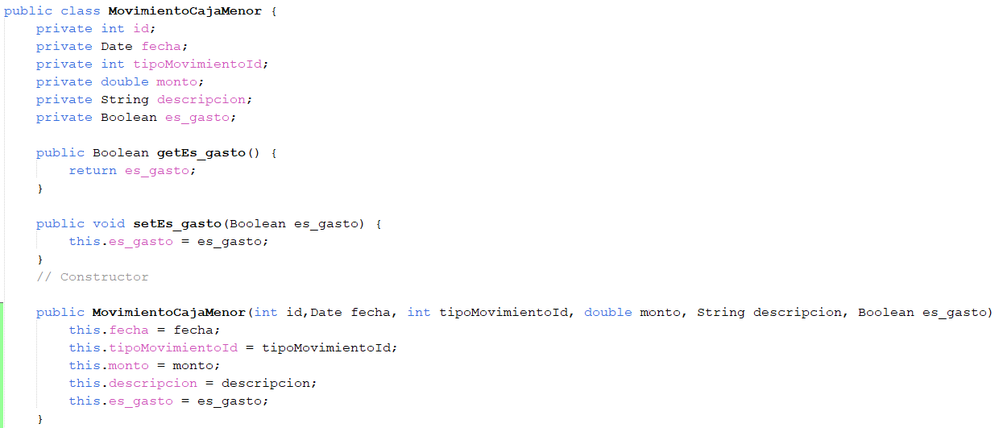 public class MovimientoCajaMenor {
    private int id;
    private Date fecha;
    private int tipoMovimientoId;
    private double monto;
    private String descripcion;
    private Boolean es_gasto;

    public Boolean getEs_gasto() {
        return es_gasto;
    }

    public void setEs_gasto(Boolean es_gasto) {
        this.es_gasto = es_gasto;
    }
    // Constructor

    public MovimientoCajaMenor(int id,Date fecha, int tipoMovimientoId, double monto, String descripcion, Boolean es_gasto)
        this.fecha = fecha;
        this.tipoMovimientoId = tipoMovimientoId;
        this.monto = monto;
        this.descripcion = descripcion;
        this.es_gasto = es_gasto;
    }